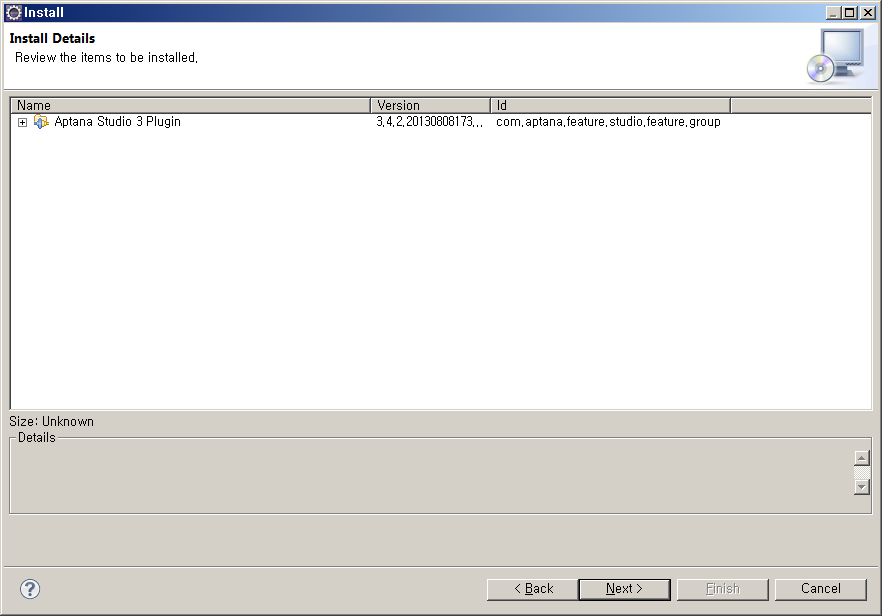 Install
Install Details
Review the items to be installed.
Name Version Id
Aptana Studio 3 Plugin 3.4.2.20130808173... com.aptana.feature.studio.feature.group
Size: Unknown
Details
< Back Next > Finish Cancel